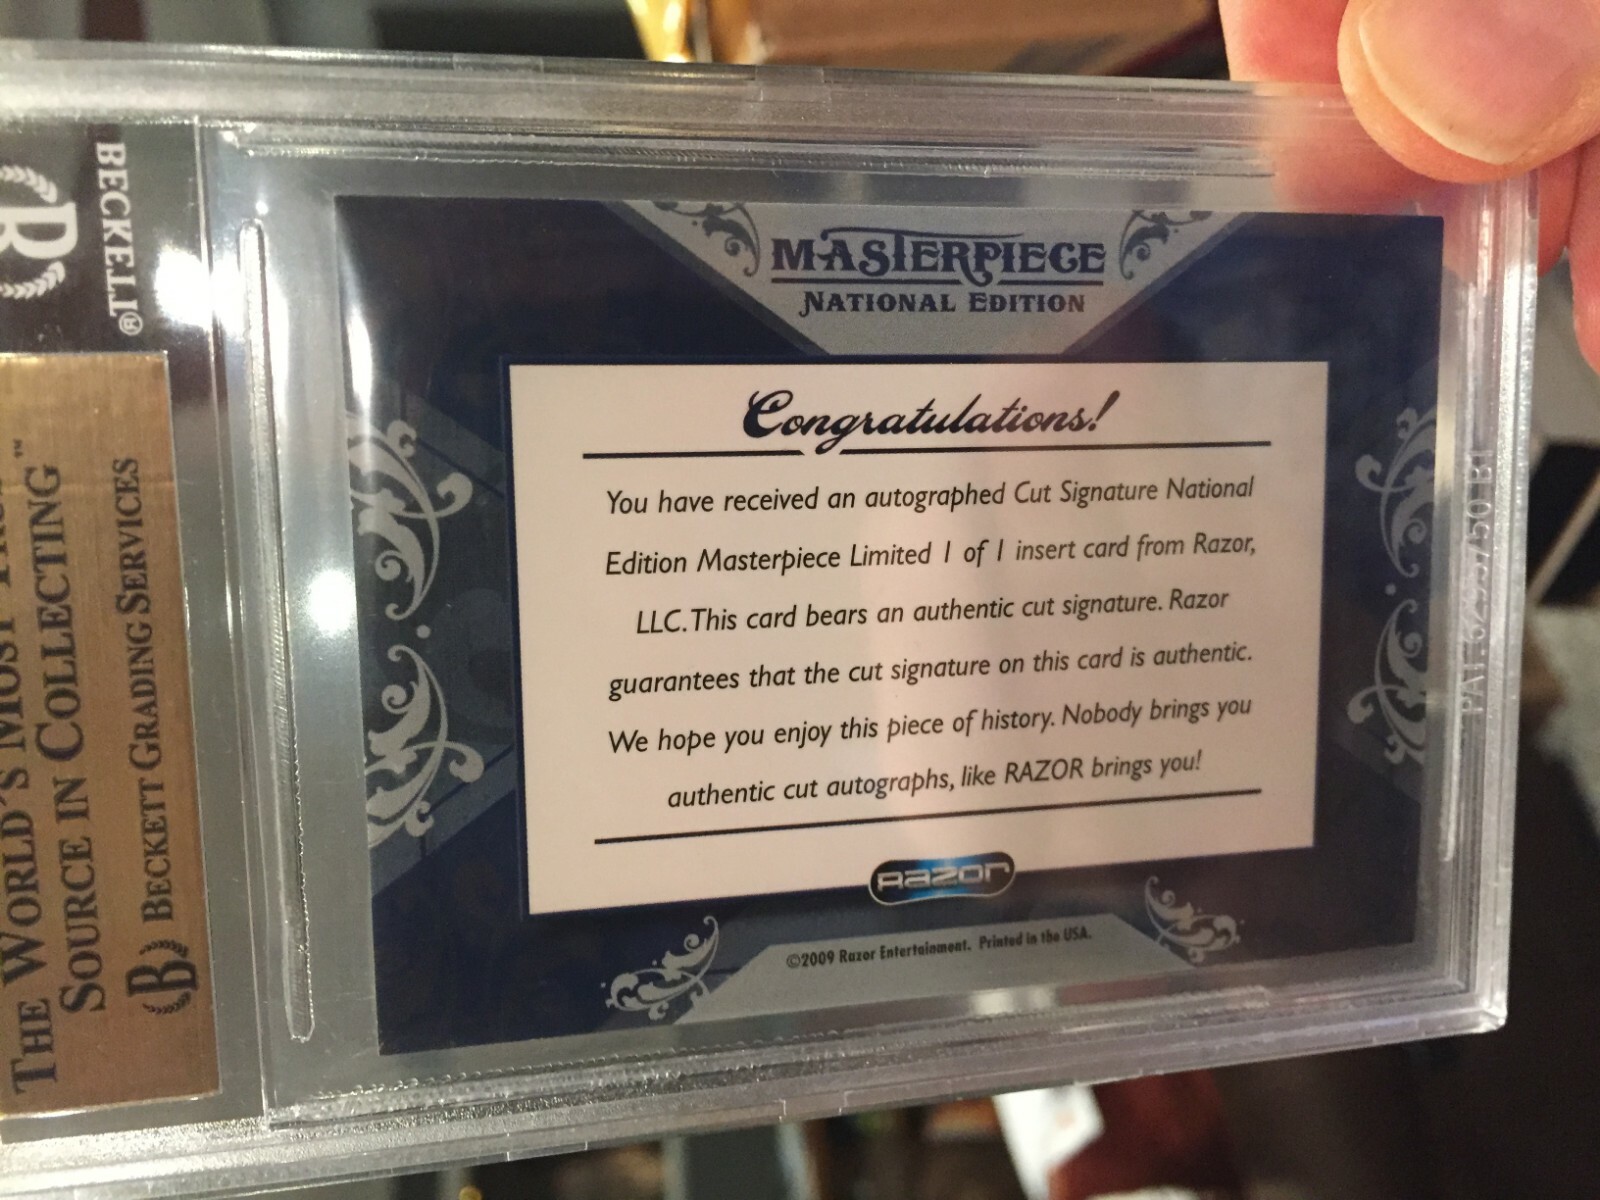 BECKETT®
SOURCE IN COLLECTING™
BECKETT GRADING SERVICES
THE WORLD'S MOST
MASTERPIECE
NATIONAL EDITION
Congratulations!
You have received an autographed Cut Signature National
Edition Masterpiece Limited 1 of 1 insert card from Razor,
LLC. This card bears an authentic cut signature. Razor
guarantees that the cut signature on this card is authentic.
We hope you enjoy this piece of history. Nobody brings you
authentic cut autographs, like RAZOR brings you!
RAZOR
©2009 Razor Entertainment. Printed in the USA.